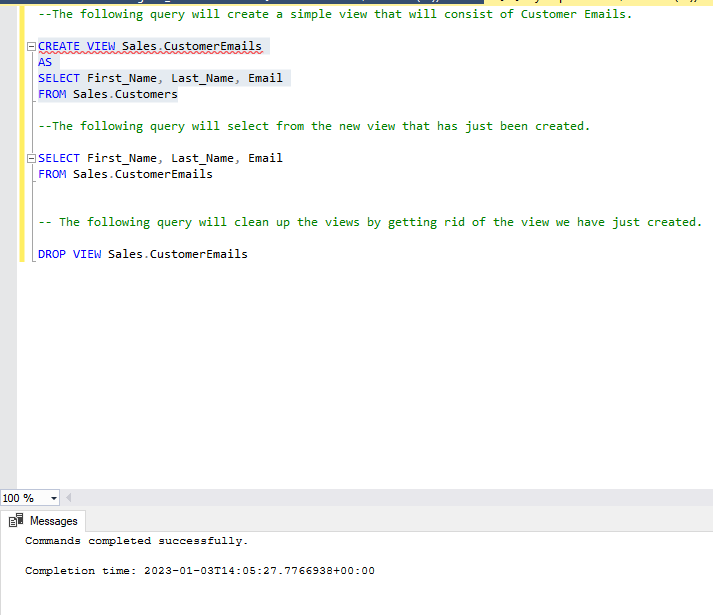 --The following query will create a simple view that will consist of Customer Emails.
CREATE VIEW Sales.CustomerEmails
AS
SELECT First_Name, Last_Name, Email
FROM Sales.Customers
--The following query will select from the new view that has just been created.
SELECT First_Name, Last_Name, Email
FROM Sales.CustomerEmails
-- The following query will clean up the views by getting rid of the view we have just created.
DROP VIEW Sales.CustomerEmails
100 %
Messages
Commands completed successfully.
Completion time: 2023-01-03T14:05:27.7766938+00:00